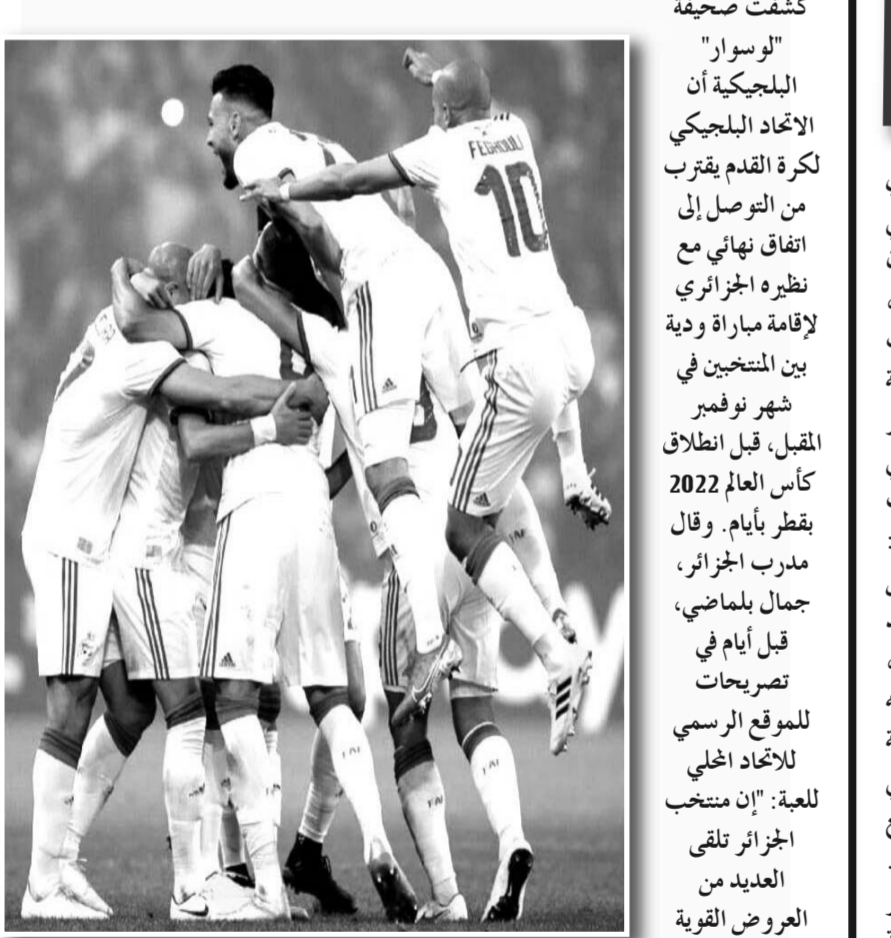 كشفت صحيفة
"لوسوار"
البلجيكية أن
الاتحاد البلجيكي
لكرة القدم يقترب
من التوصل إلى
اتفاق نهائي مع
نظيره الجزائري
لإقامة مباراة ودية
بين المنتخبين في
شهر نوفمبر
المقبل، قبل انطلاق
كأس العالم 2022
بقطر بأيام. وقال
مدرب الجزائر،
جمال بلماضي،
قبل أيام في
تصريحات
للموقع الرسمي
للاتحاد المحلي
للعبة: "إن منتخب
الجزائر تلقى
العديد من
العروض القوية
FEGHOULI
10
FAF
FAF
FAF